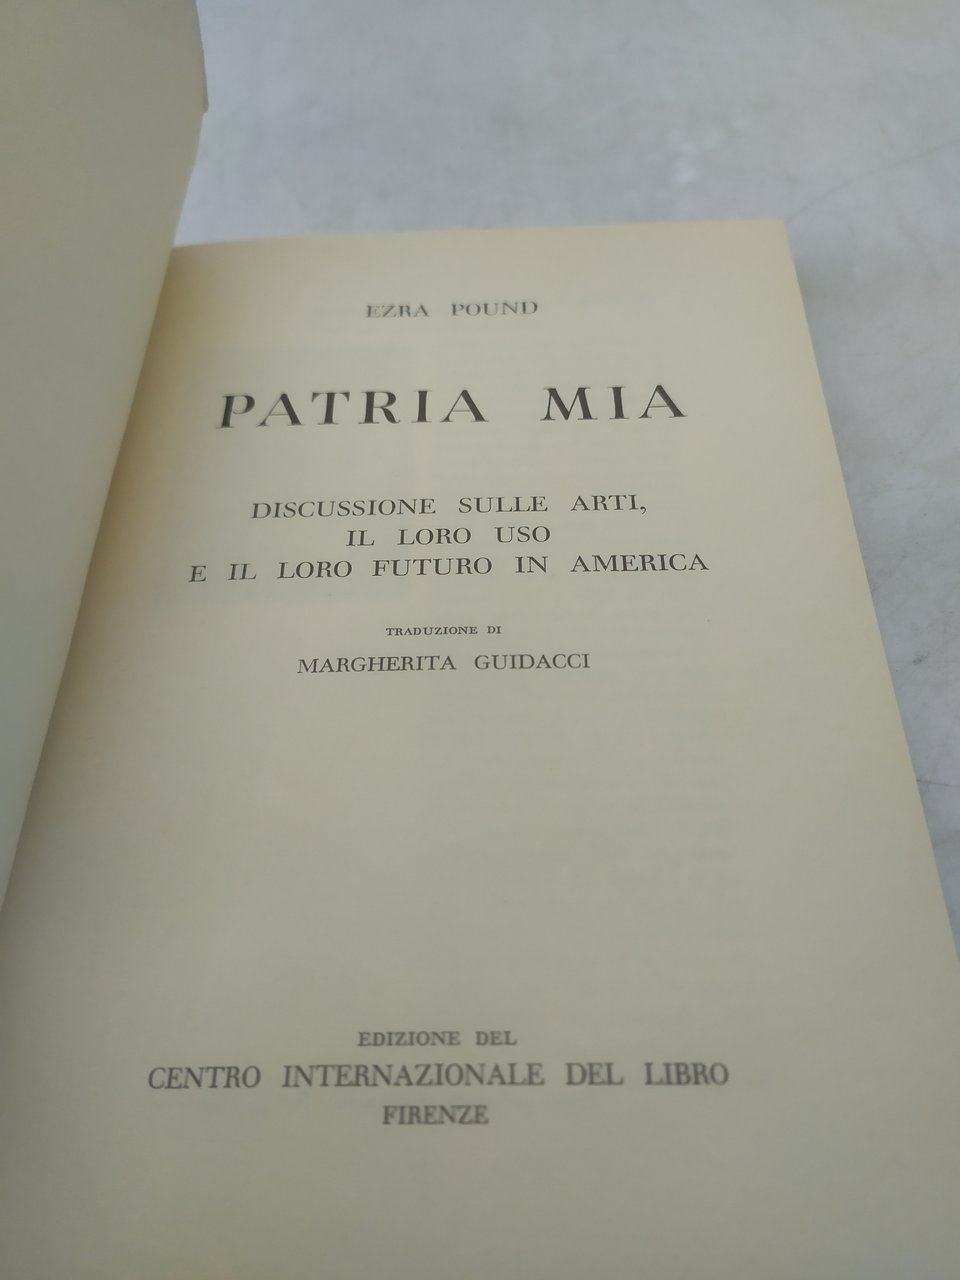 EZRA POUND
PATRIA MIA
DISCUSSIONE SULLE ARTI,
IL LORO USO
E IL LORO FUTURO IN AMERICA
TRADUZIONE DI
MARGHERITA GUIDACCI
EDIZIONE DEL
CENTRO INTERNAZIONALE DEL LIBRO
FIRENZE